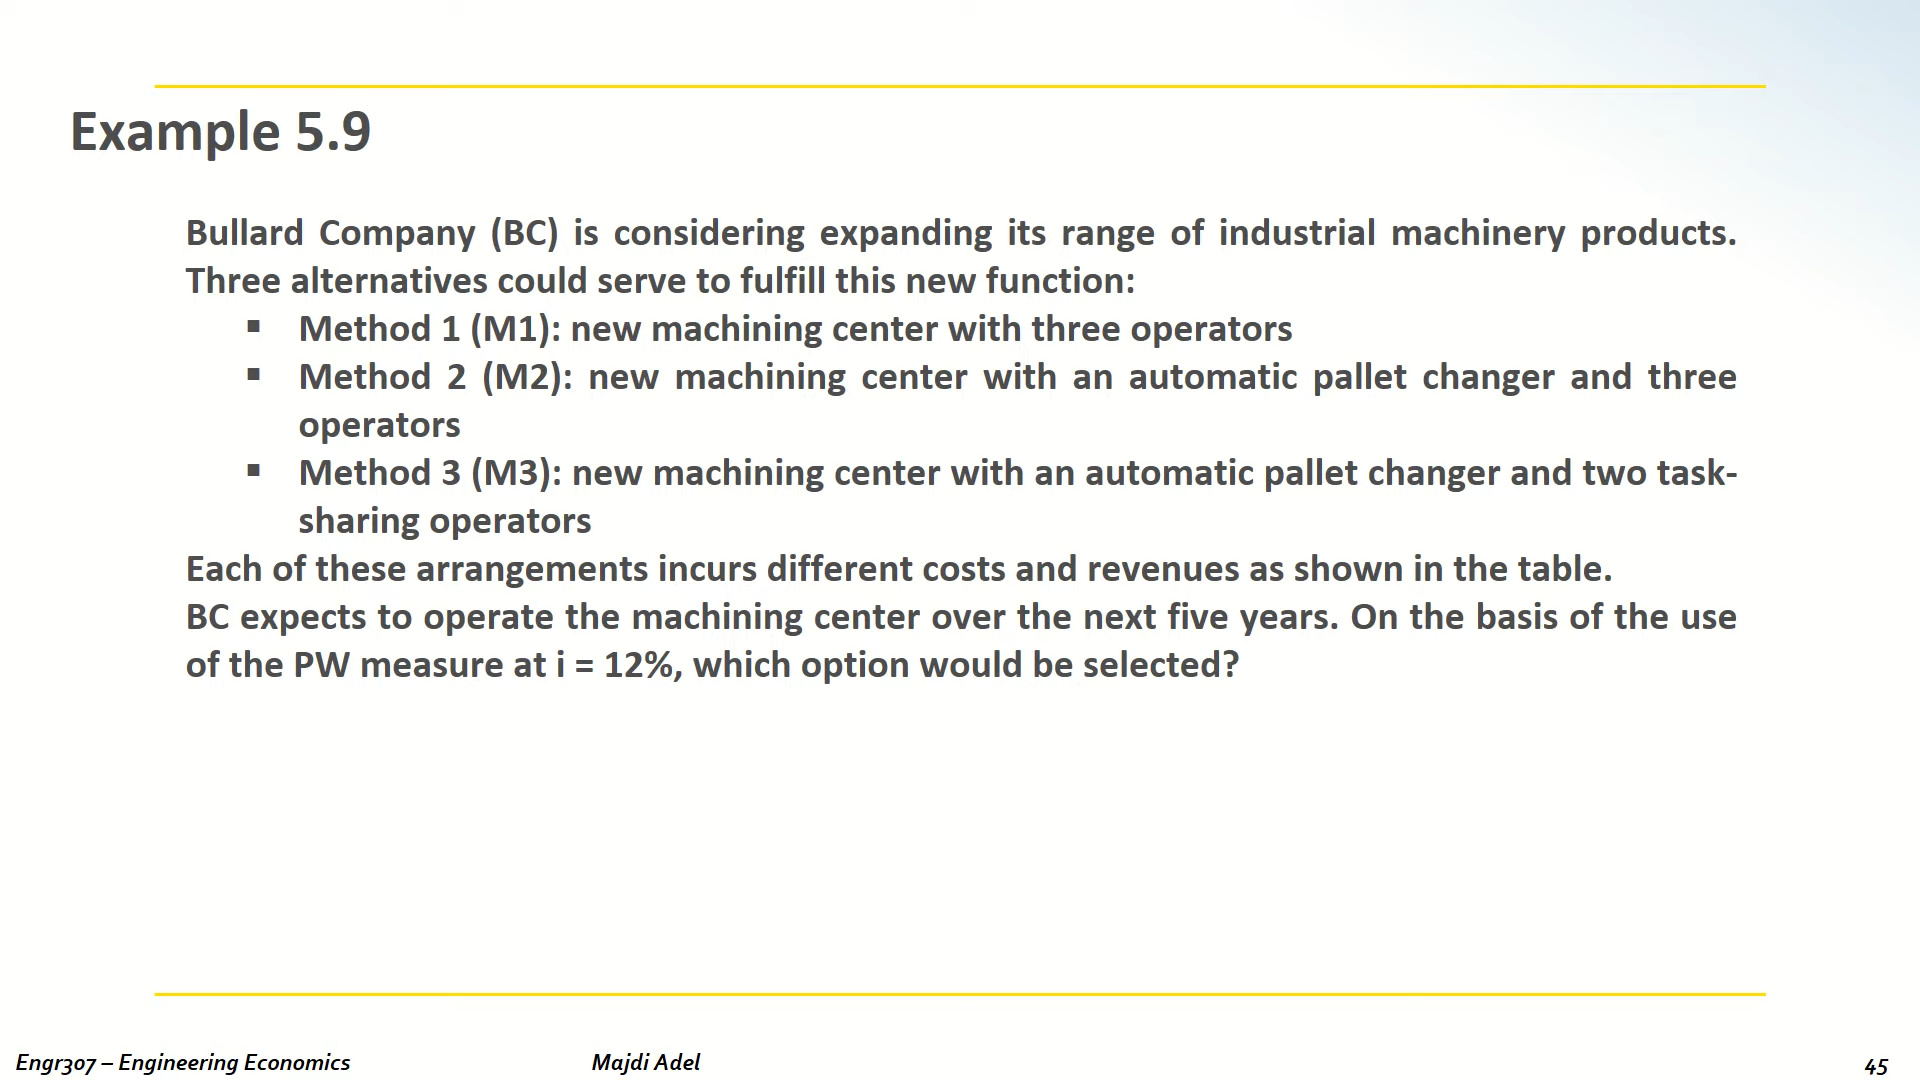 Example 5.9
Bullard Company (BC) is considering expanding its range of industrial machinery products.
Three alternatives could serve to fulfill this new function:
▪ Method 1 (M1): new machining center with three operators
▪ Method 2 (M2): new machining center with an automatic pallet changer and three
operators
▪ Method 3 (M3): new machining center with an automatic pallet changer and two task-
sharing operators
Each of these arrangements incurs different costs and revenues as shown in the table.
BC expects to operate the machining center over the next five years. On the basis of the use
of the PW measure at i = 12%, which option would be selected?
Engr307 – Engineering Economics
Majdi Adel
45